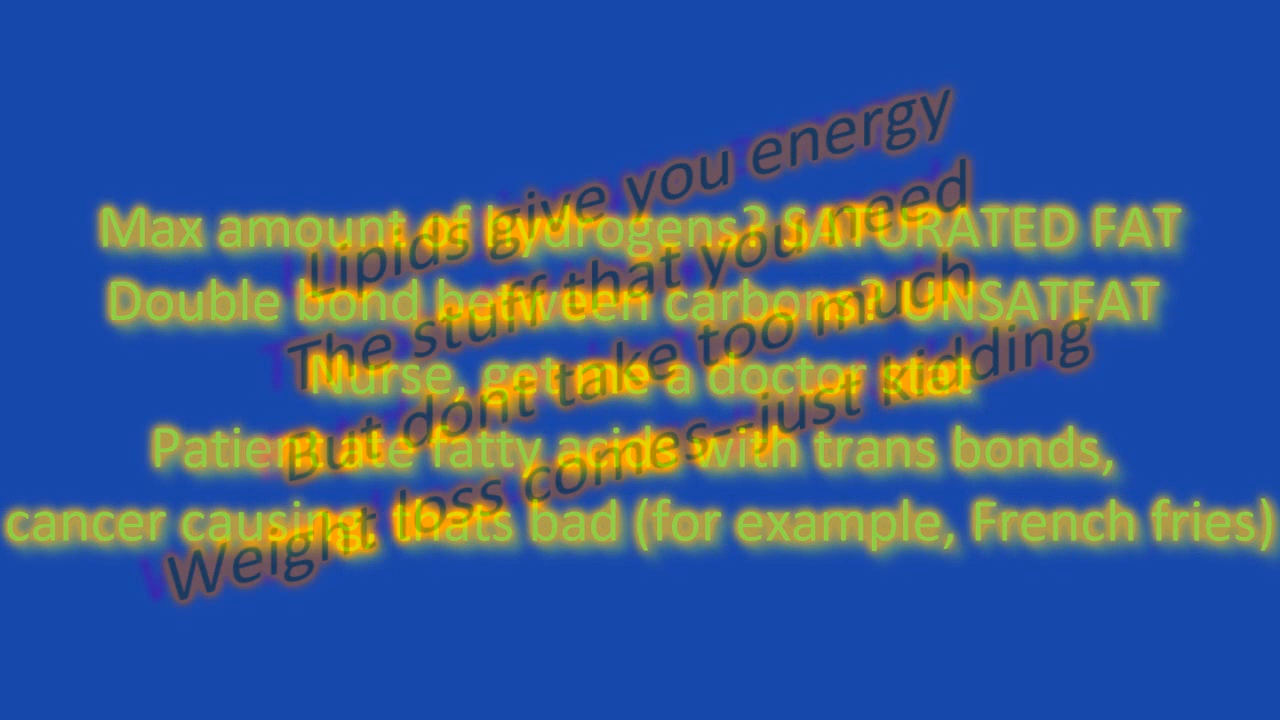 Lipids give you energy
The stuff that you need
But dont take too much
Weight loss comes--just kidding
Max amount of hydrogens? SATURATED FAT
Double bond between carbons? UNSATFAT
Nurse, get me a doctor stat
Patient ate fatty acids with trans bonds,
cancer causing thats bad (for example, French fries)